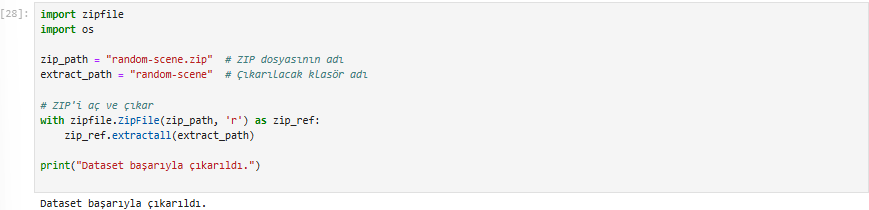 [28]:
import zipfile
import os
zip_path = "random-scene.zip"  # ZIP dosyasının adı
extract_path = "random-scene"  # Çıkarılacak klasör adı
# ZIP'i aç ve çıkar
with zipfile.ZipFile(zip_path, 'r') as zip_ref:
    zip_ref.extractall(extract_path)
print("Dataset başarıyla çıkarıldı.")
Dataset başarıyla çıkarıldı.